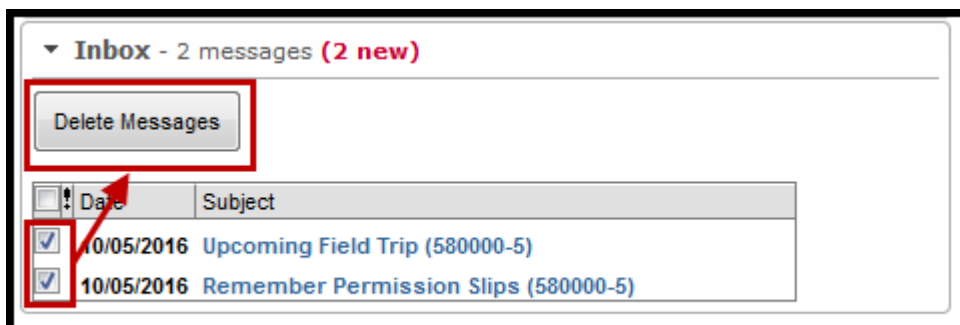 Inbox - 2 messages (2 new)
Delete Messages
! Date Subject
10/05/2016 Upcoming Field Trip (580000-5)
10/05/2016 Remember Permission Slips (580000-5)